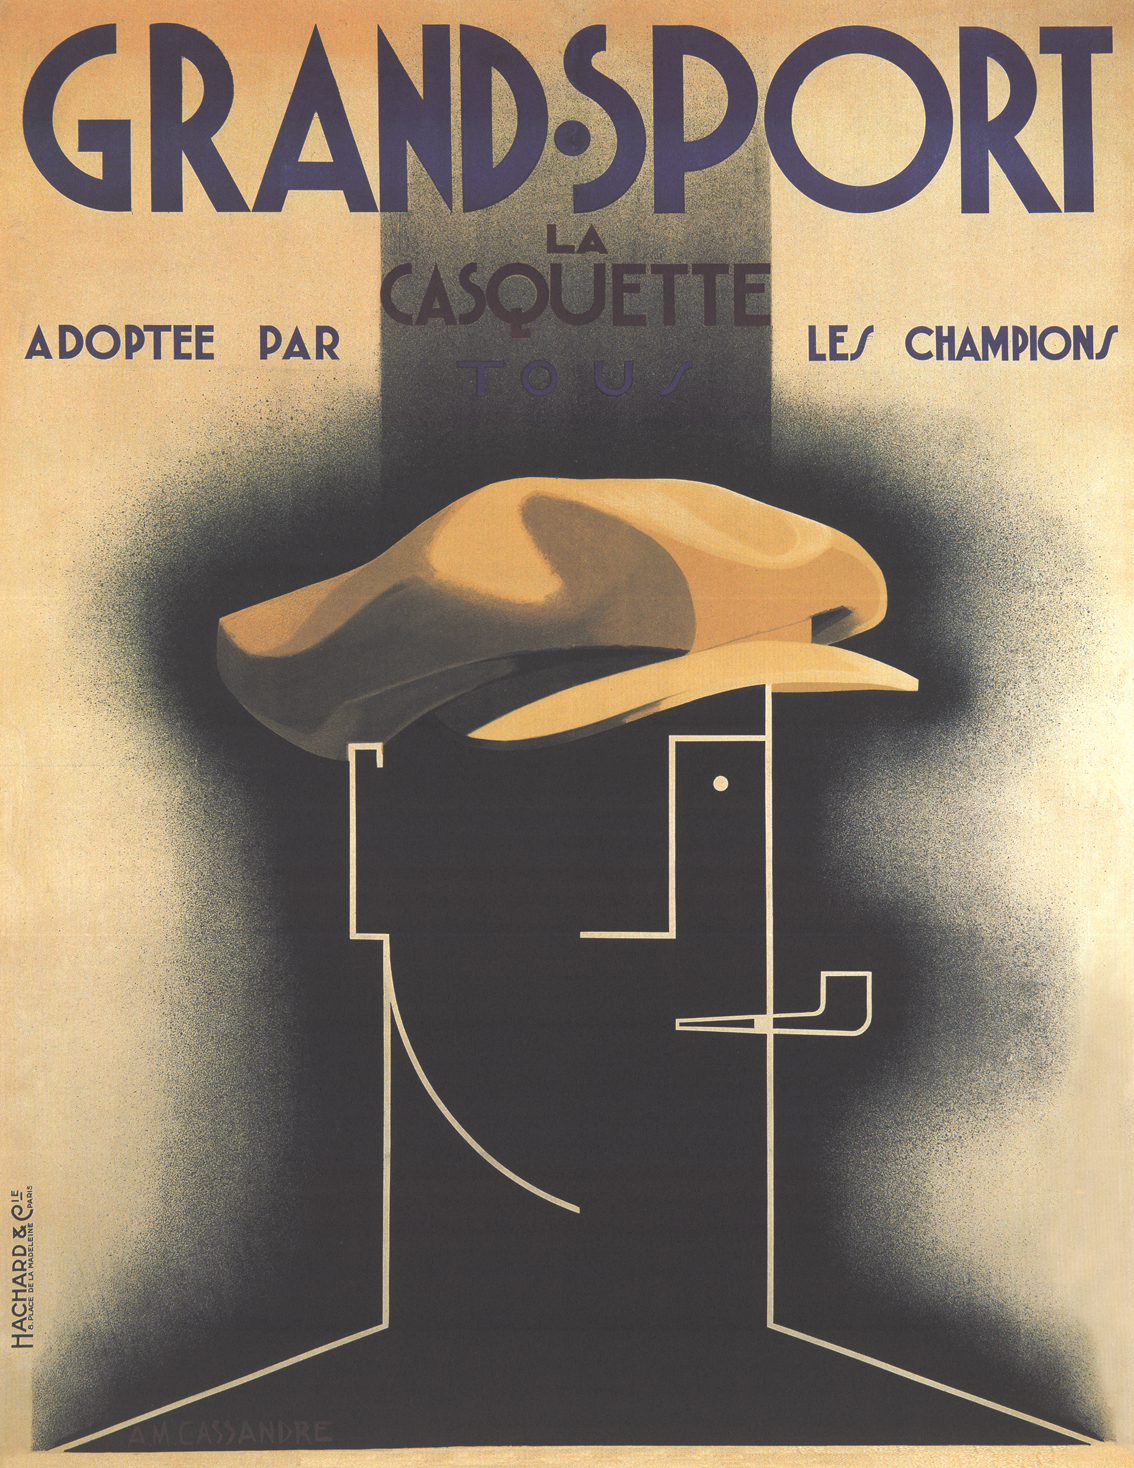 GRAND·SPORT
LA
CASQUETTE
ADOPTEE PAR
TOUS
LES CHAMPIONS
HACHARD & CIE
8. PLACE DE LA MADELEINE PARIS
A.M.CASSANDRE